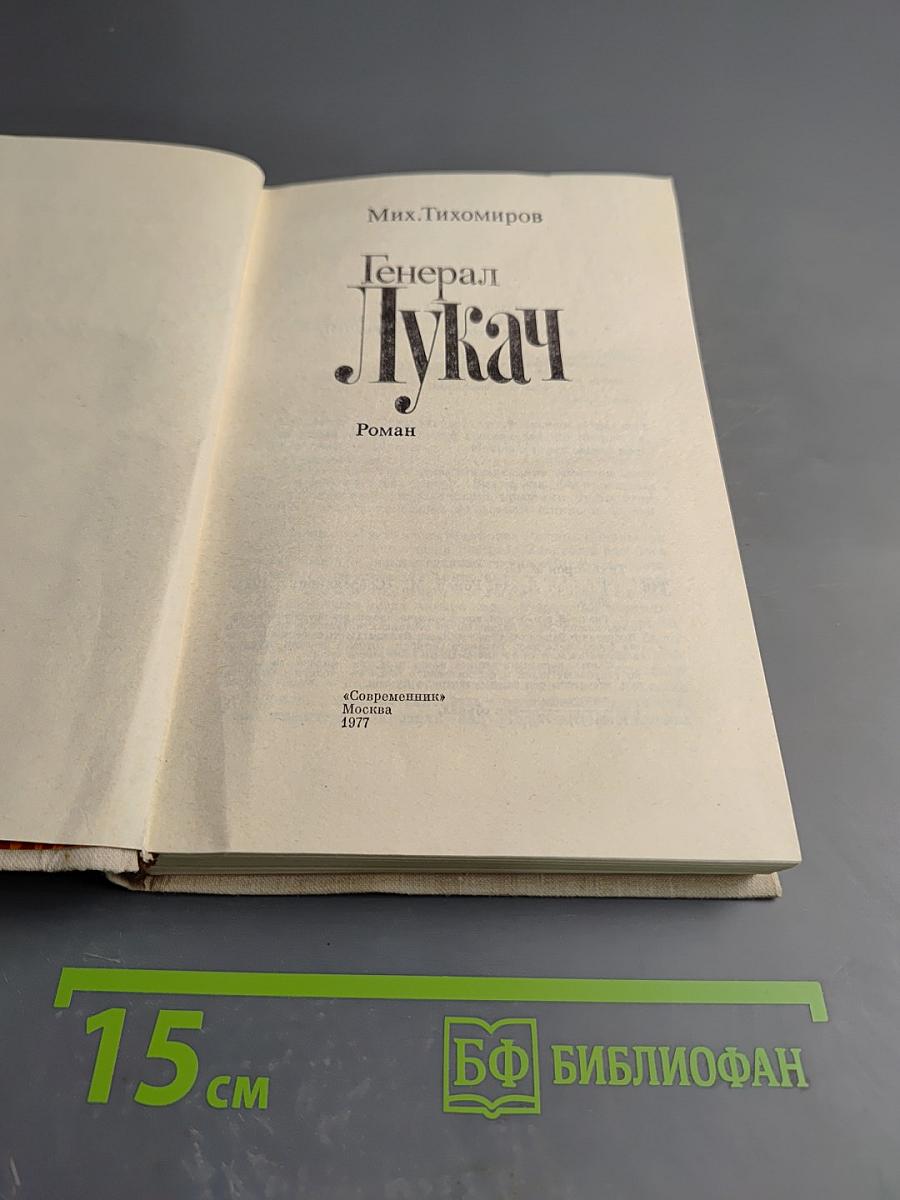 Мих.Тихомиров
Генерал
Лукач
Роман
«Современник»
Москва
1977
15 см
БФ БИБЛИОФАН